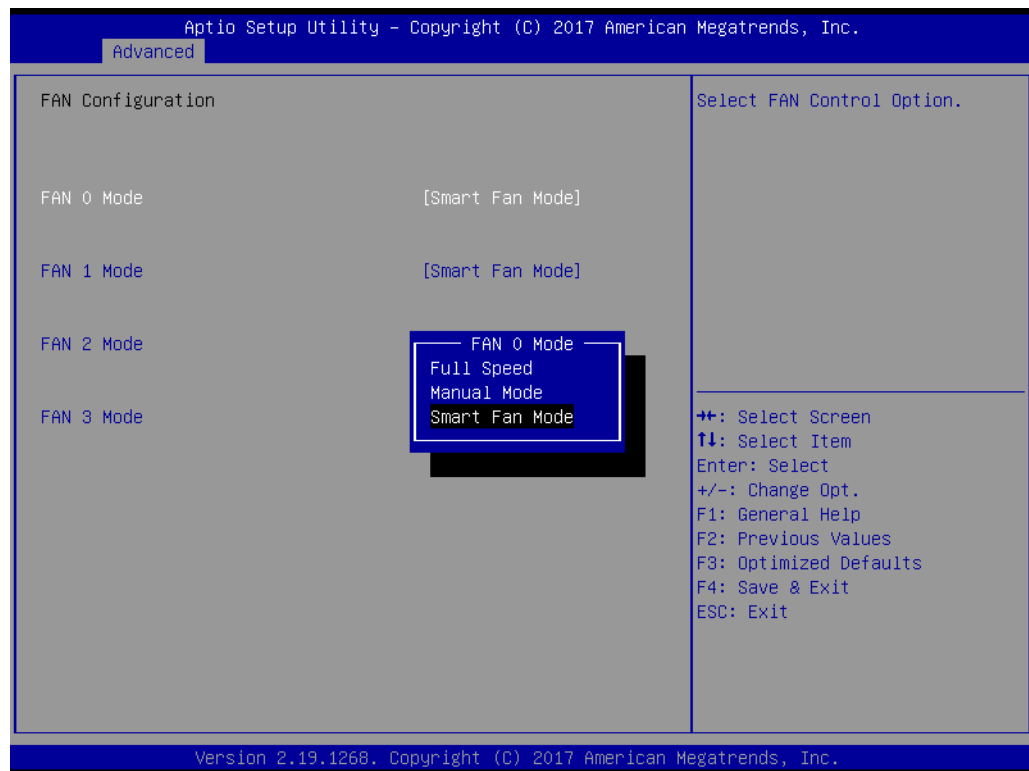 Aptio Setup Utility – Copyright (C) 2017 American Megatrends, Inc.
Advanced
FAN Configuration
Select FAN Control Option.
FAN 0 Mode [Smart Fan Mode]
FAN 1 Mode [Smart Fan Mode]
FAN 2 Mode
FAN 3 Mode
FAN 0 Mode
Full Speed
Manual Mode
Smart Fan Mode
→←: Select Screen
↑↓: Select Item
Enter: Select
+/-: Change Opt.
F1: General Help
F2: Previous Values
F3: Optimized Defaults
F4: Save & Exit
ESC: Exit
Version 2.19.1268. Copyright (C) 2017 American Megatrends, Inc.